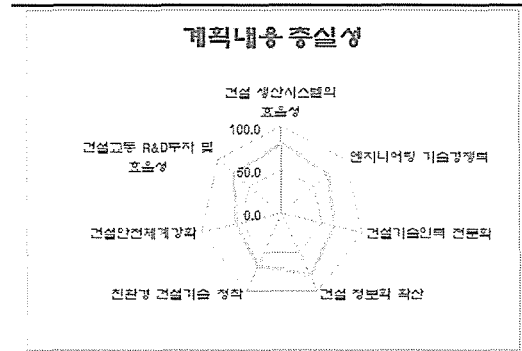 계획내용 충실성
건설 생산시스템의
효율성
엔지니어링 기술경쟁력
건설기술인력 전문화
건설 정보화 확산
친환경 건설기술 정착
건설안전체계강화
건설교통 R&D투자 및
효율성
100.0
50.0
0.0